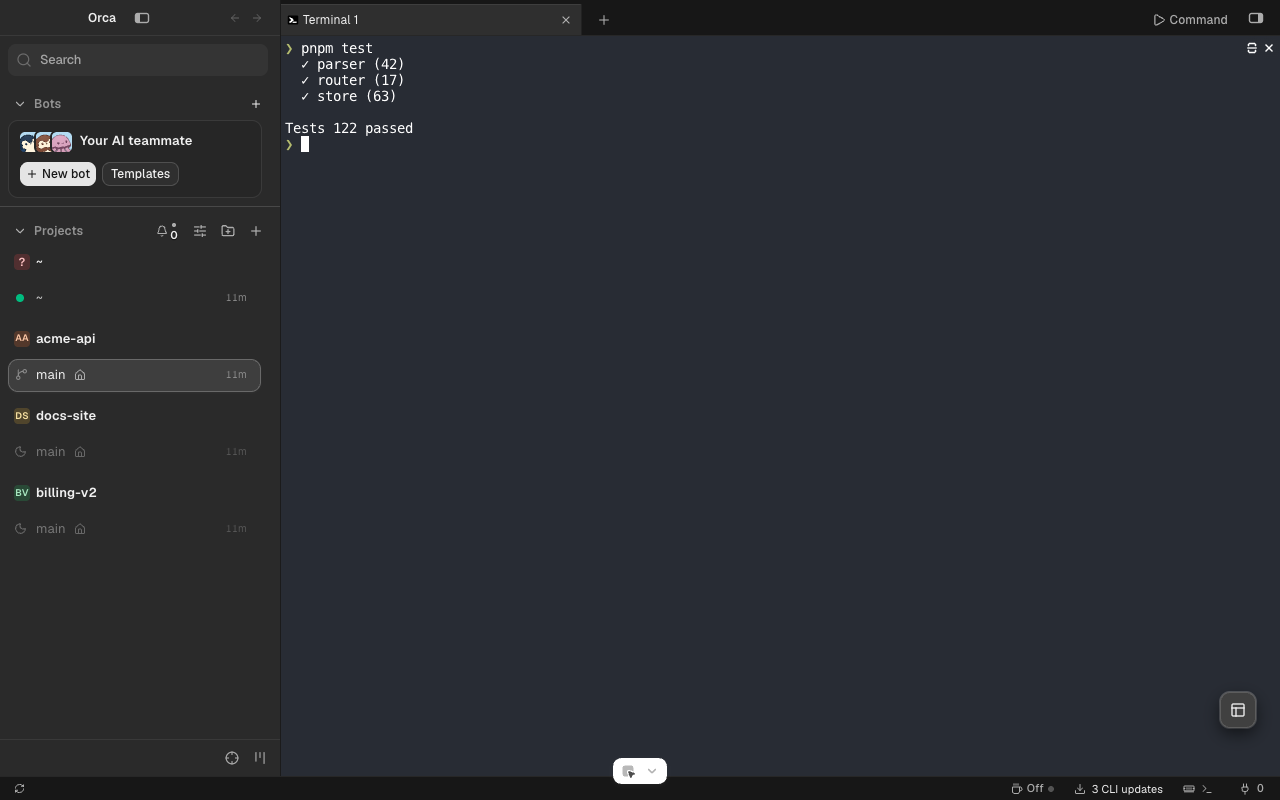 Orca
Terminal 1
Command
Search
Bots
Your AI teammate
New bot
Templates
Projects
0
? ~
~ 11m
AA acme-api
main 11m
DS docs-site
main 11m
BV billing-v2
main 11m
❯ pnpm test
✓ parser (42)
✓ router (17)
✓ store (63)
Tests 122 passed
❯
Off
3 CLI updates
0